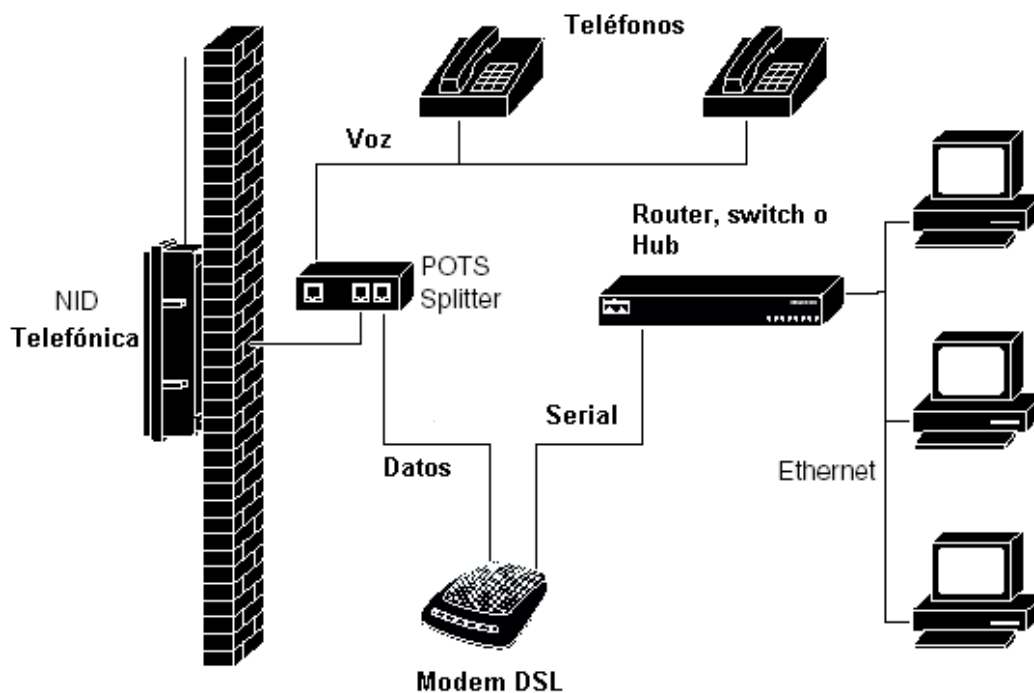 Teléfonos
Voz
Router, switch o
Hub
POTS
Splitter
NID
Telefónica
Serial
Datos
Ethernet
Modem DSL